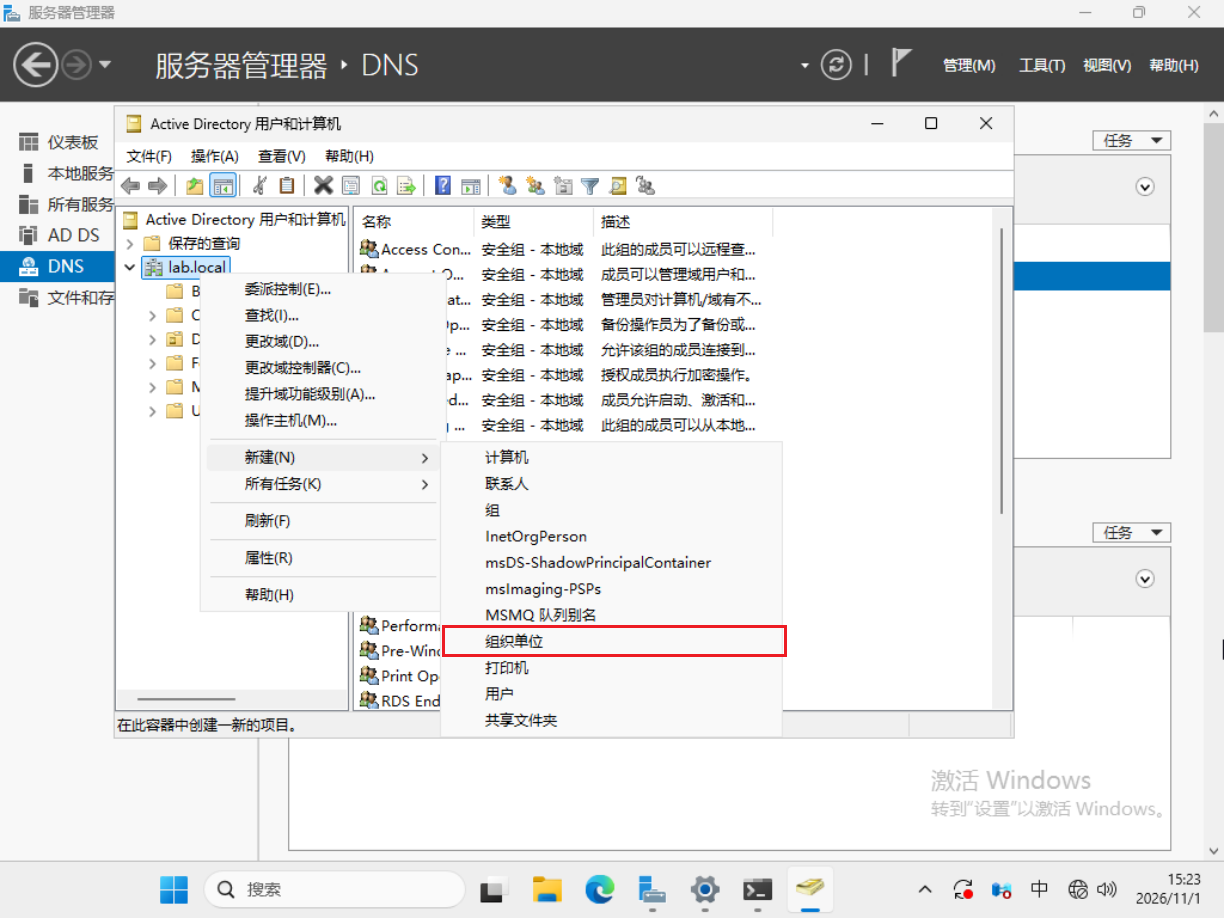 服务器管理器
服务器管理器 · DNS
管理(M) 工具(T) 视图(V) 帮助(H)
仪表板
本地服务
所有服务
AD DS
DNS
文件和存
任务
任务
Active Directory 用户和计算机
文件(F) 操作(A) 查看(V) 帮助(H)
Active Directory 用户和计算机
保存的查询
lab.local
名称 类型 描述
Access Con... 安全组 - 本地域 此组的成员可以远程查...
安全组 - 本地域 成员可以管理域用户和...
安全组 - 本地域 管理员对计算机/域有不...
安全组 - 本地域 备份操作员为了备份或...
安全组 - 本地域 允许该组的成员连接到...
安全组 - 本地域 授权成员执行加密操作。
安全组 - 本地域 成员允许启动、激活和...
安全组 - 本地域 此组的成员可以从本地...
委派控制(E)...
查找(I)...
更改域(D)...
更改域控制器(C)...
提升域功能级别(A)...
操作主机(M)...
新建(N)
所有任务(K)
刷新(F)
属性(R)
帮助(H)
计算机
联系人
组
InetOrgPerson
msDS-ShadowPrincipalContainer
msImaging-PSPs
MSMQ 队列别名
组织单位
打印机
用户
共享文件夹
Performa
Pre-Wind
Print Op
RDS End
在此容器中创建一新的项目。
激活 Windows
转到"设置"以激活 Windows。
搜索
中
15:23
2026/11/1